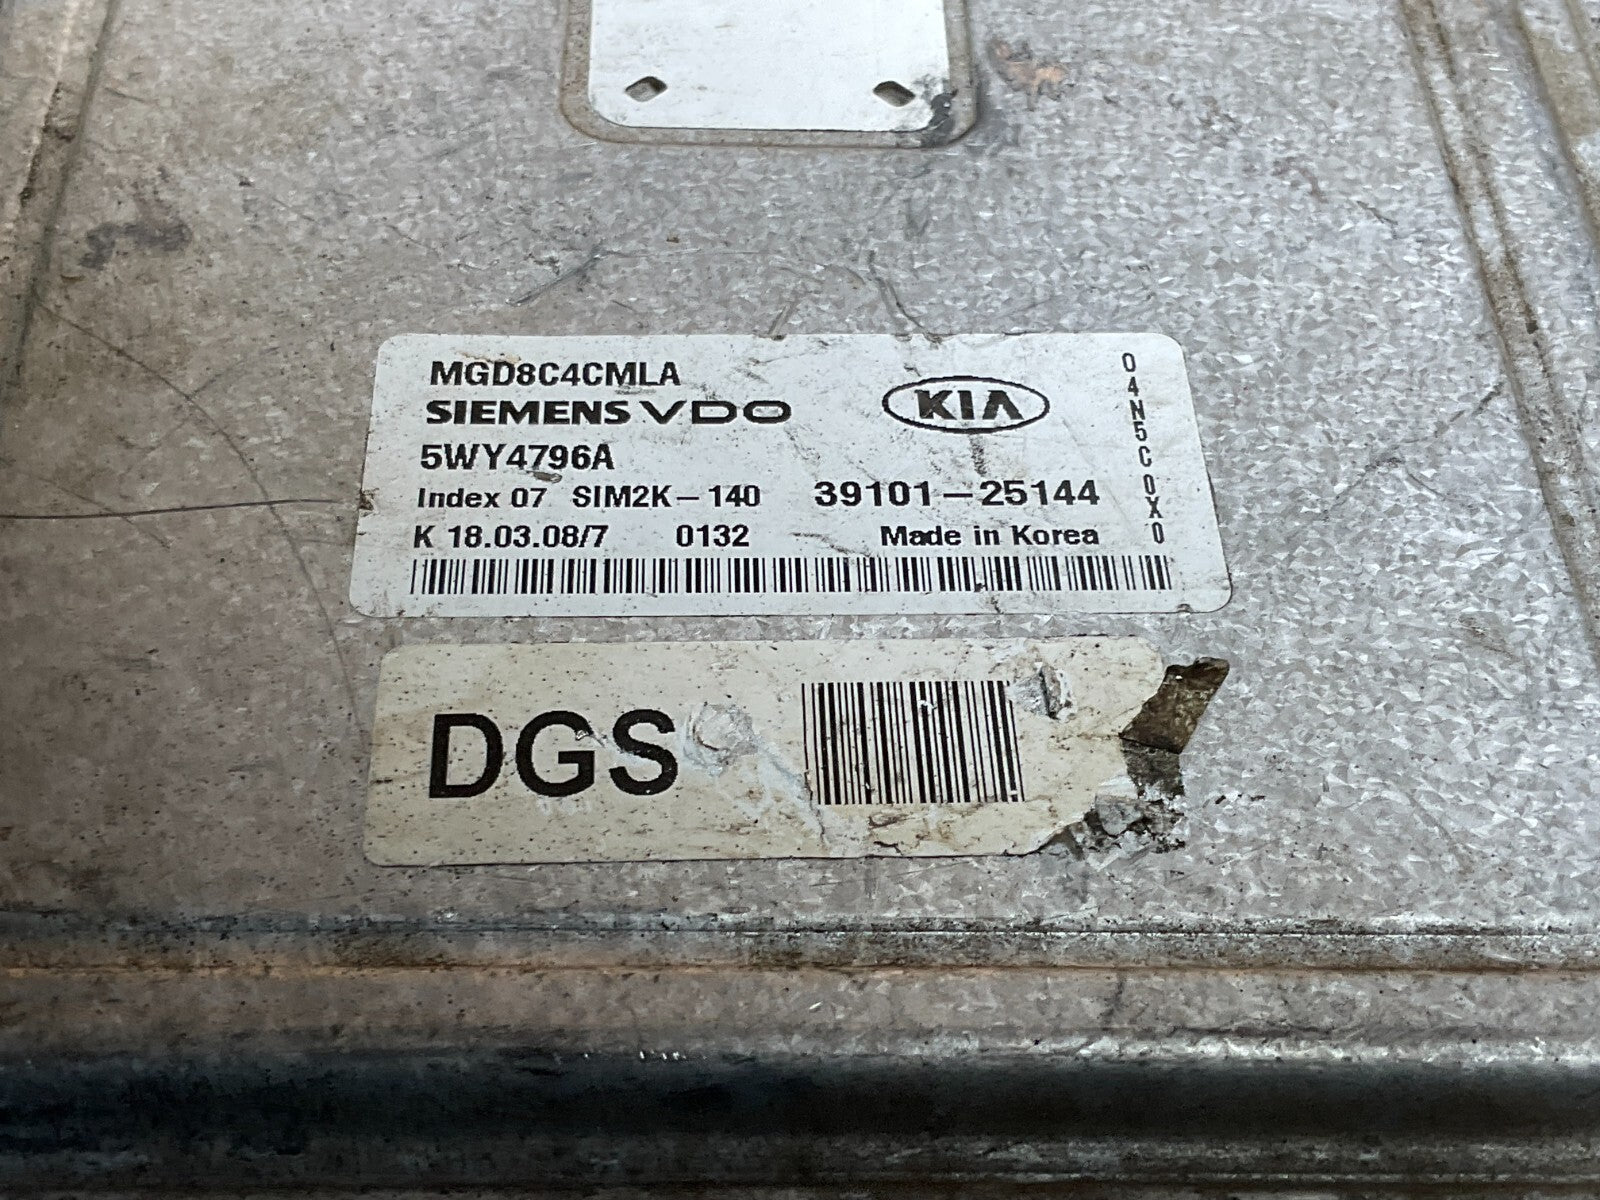 MGD8C4CMLA
SIEMENS VDO
KIA
5WY4796A
Index 07 SIM2K-140 39101-25144
K 18.03.08/7 0132 Made in Korea
04N5C0X0
DGS